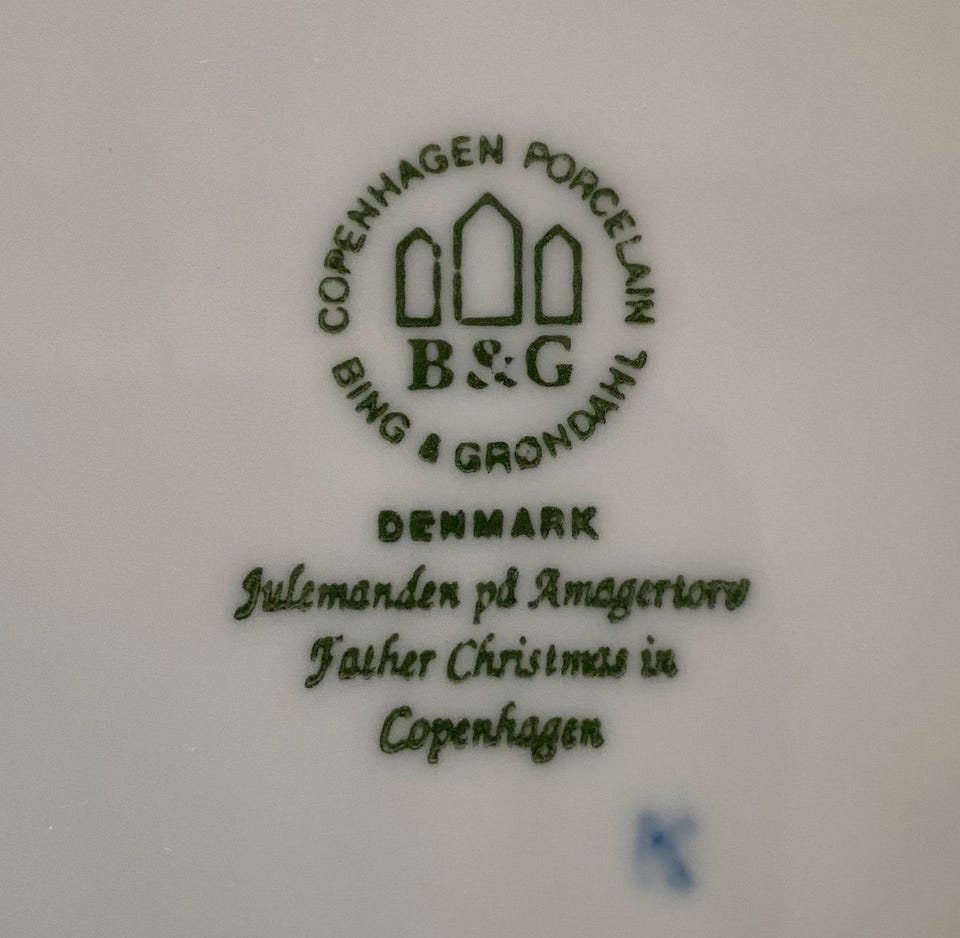 COPENHAGEN PORCELAIN
B&G
BING & GRONDAHL
DENMARK
Julemanden på Amagertorv
Father Christmas in
Copenhagen
K